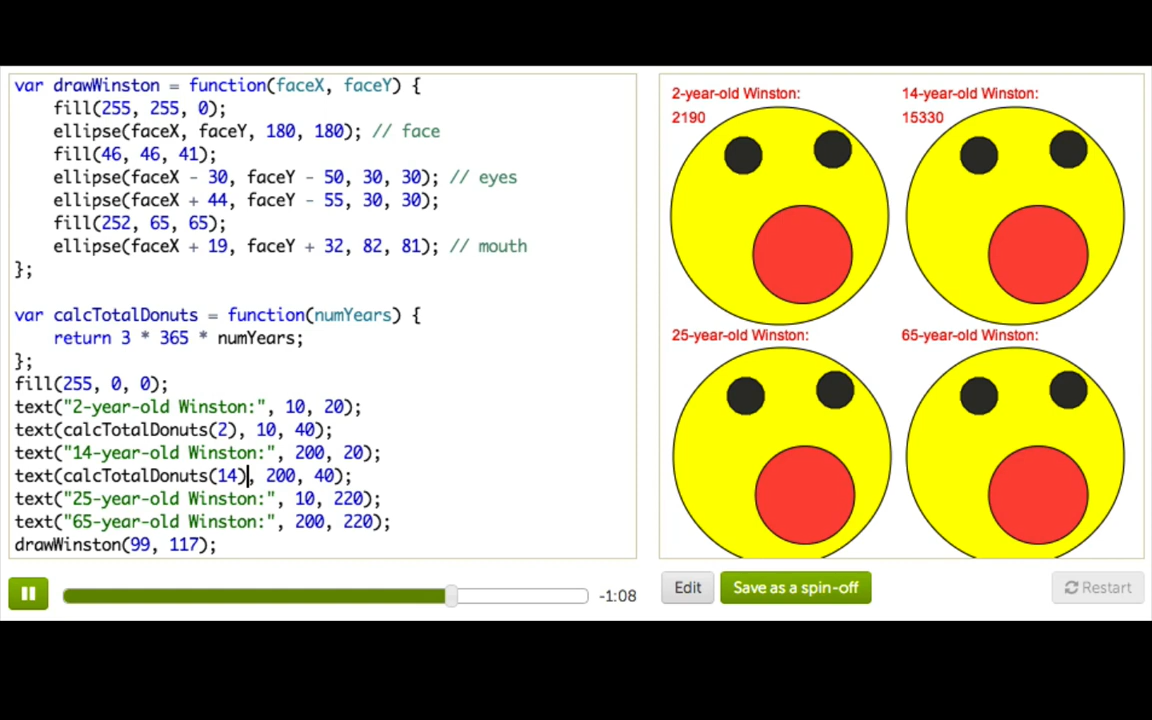 var drawWinston = function(faceX, faceY) {
    fill(255, 255, 0);
    ellipse(faceX, faceY, 180, 180); // face
    fill(46, 46, 41);
    ellipse(faceX - 30, faceY - 50, 30, 30); // eyes
    ellipse(faceX + 44, faceY - 55, 30, 30);
    fill(252, 65, 65);
    ellipse(faceX + 19, faceY + 32, 82, 81); // mouth
};
var calcTotalDonuts = function(numYears) {
    return 3 * 365 * numYears;
};
fill(255, 0, 0);
text("2-year-old Winston:", 10, 20);
text(calcTotalDonuts(2), 10, 40);
text("14-year-old Winston:", 200, 20);
text(calcTotalDonuts(14), 200, 40);
text("25-year-old Winston:", 10, 220);
text("65-year-old Winston:", 200, 220);
drawWinston(99, 117);
-1:08
2-year-old Winston:
2190
14-year-old Winston:
15330
25-year-old Winston:
65-year-old Winston:
Edit
Save as a spin-off
Restart